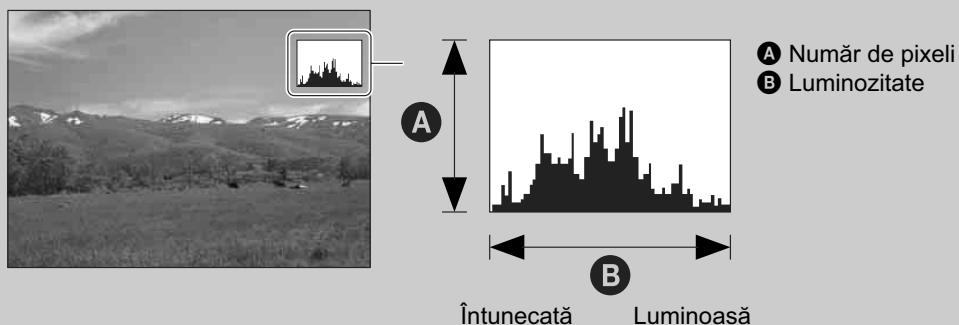 A Număr de pixeli
B Luminozitate
A
B
Întunecată Luminoasă